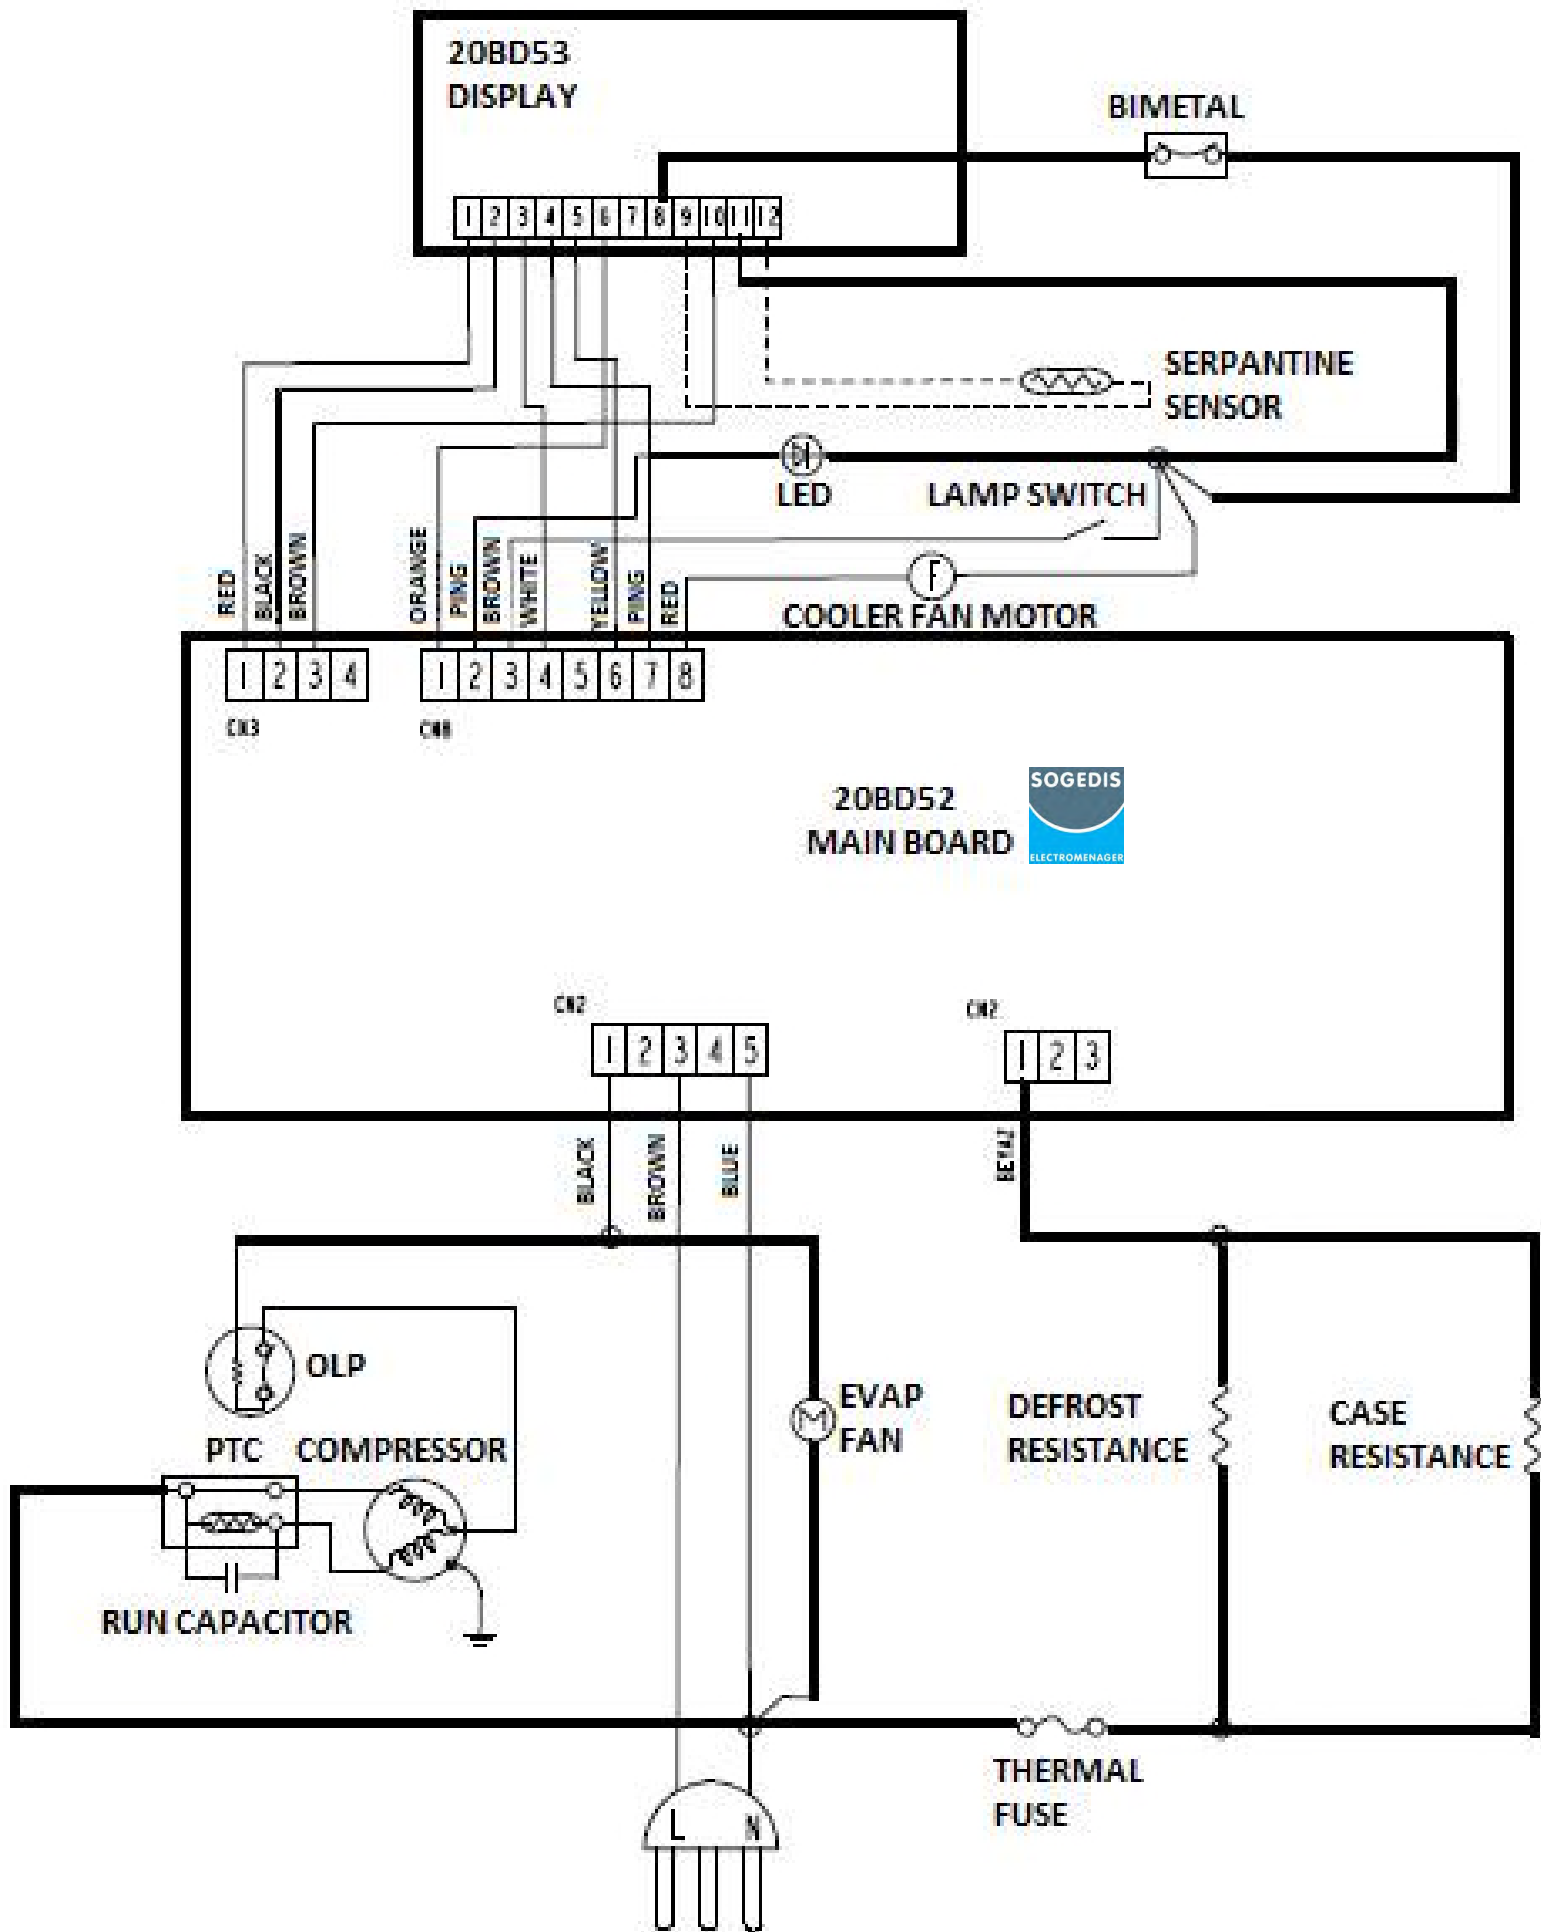 20BD53
DISPLAY
BIMETAL
1 2 3 4 5 6 7 8 9 10 11 12
SERPANTINE
SENSOR
LED
LAMP SWITCH
COOLER FAN MOTOR
RED
BLACK
BROWN
ORANGE
PING
BROWN
WHITE
YELLOW
PING
RED
1 2 3 4
1 2 3 4 5 6 7 8
20BD52
MAIN BOARD
SOGEDIS
ELECTROMENAGER
CN2
1 2 3 4 5
1 2 3
BLACK
BROWN
BLUE
BEYAZ
OLP
PTC
COMPRESSOR
RUN CAPACITOR
EVAP
FAN
M
F
DEFROST
RESISTANCE
CASE
RESISTANCE
THERMAL
FUSE
L N